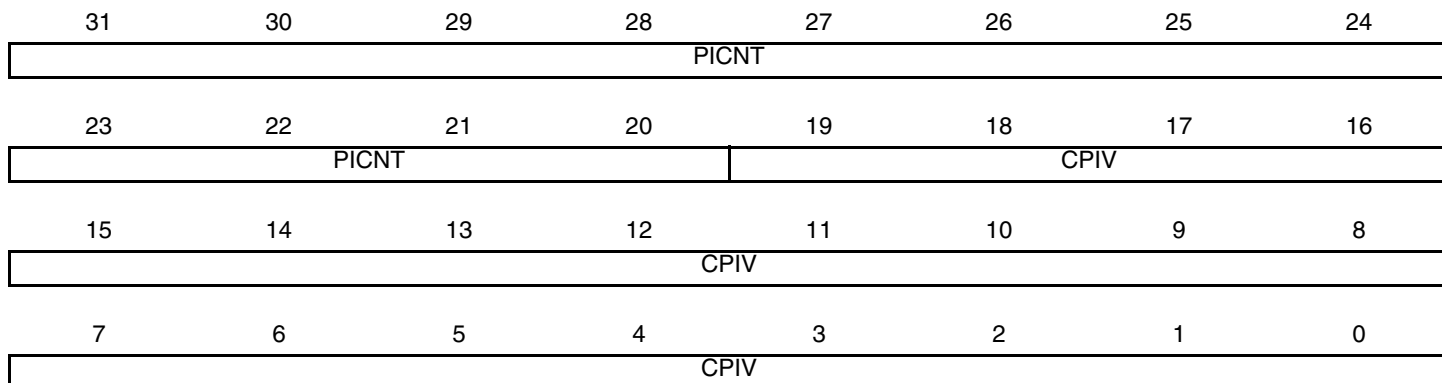 31 30 29 28 27 26 25 24
PICNT
23 22 21 20 19 18 17 16
PICNT CPIV
15 14 13 12 11 10 9 8
CPIV
7 6 5 4 3 2 1 0
CPIV